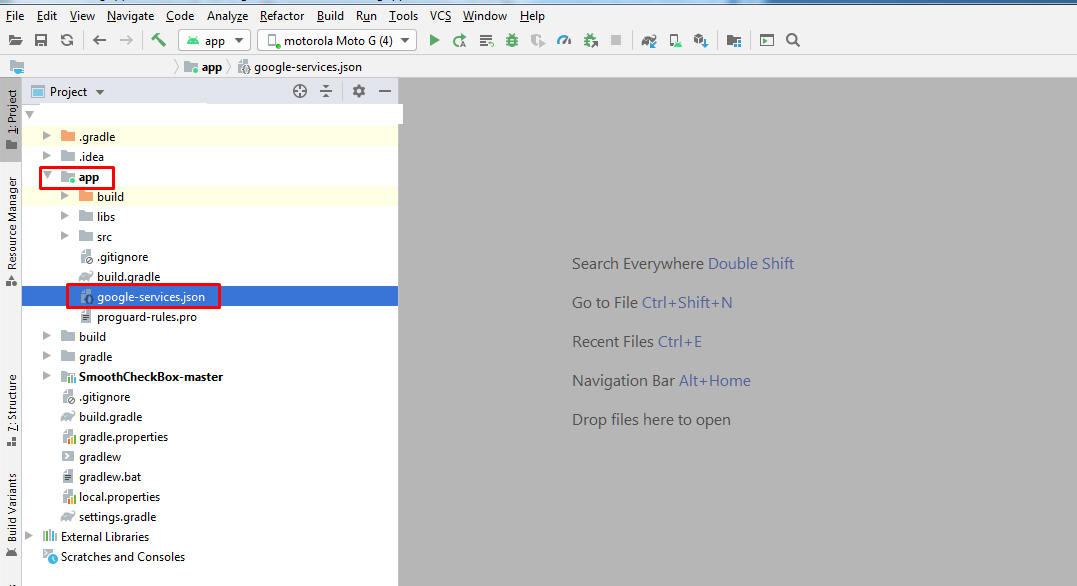 File Edit View Navigate Code Analyze Refactor Build Run Tools VCS Window Help
app motorola Moto G (4)
app google-services.json
1: Project
Resource Manager
7: Structure
Build Variants
Project
.gradle
.idea
app
build
libs
src
.gitignore
build.gradle
google-services.json
proguard-rules.pro
build
gradle
SmoothCheckBox-master
.gitignore
build.gradle
gradle.properties
gradlew
gradlew.bat
local.properties
settings.gradle
External Libraries
Scratches and Consoles
Search Everywhere Double Shift
Go to File Ctrl+Shift+N
Recent Files Ctrl+E
Navigation Bar Alt+Home
Drop files here to open